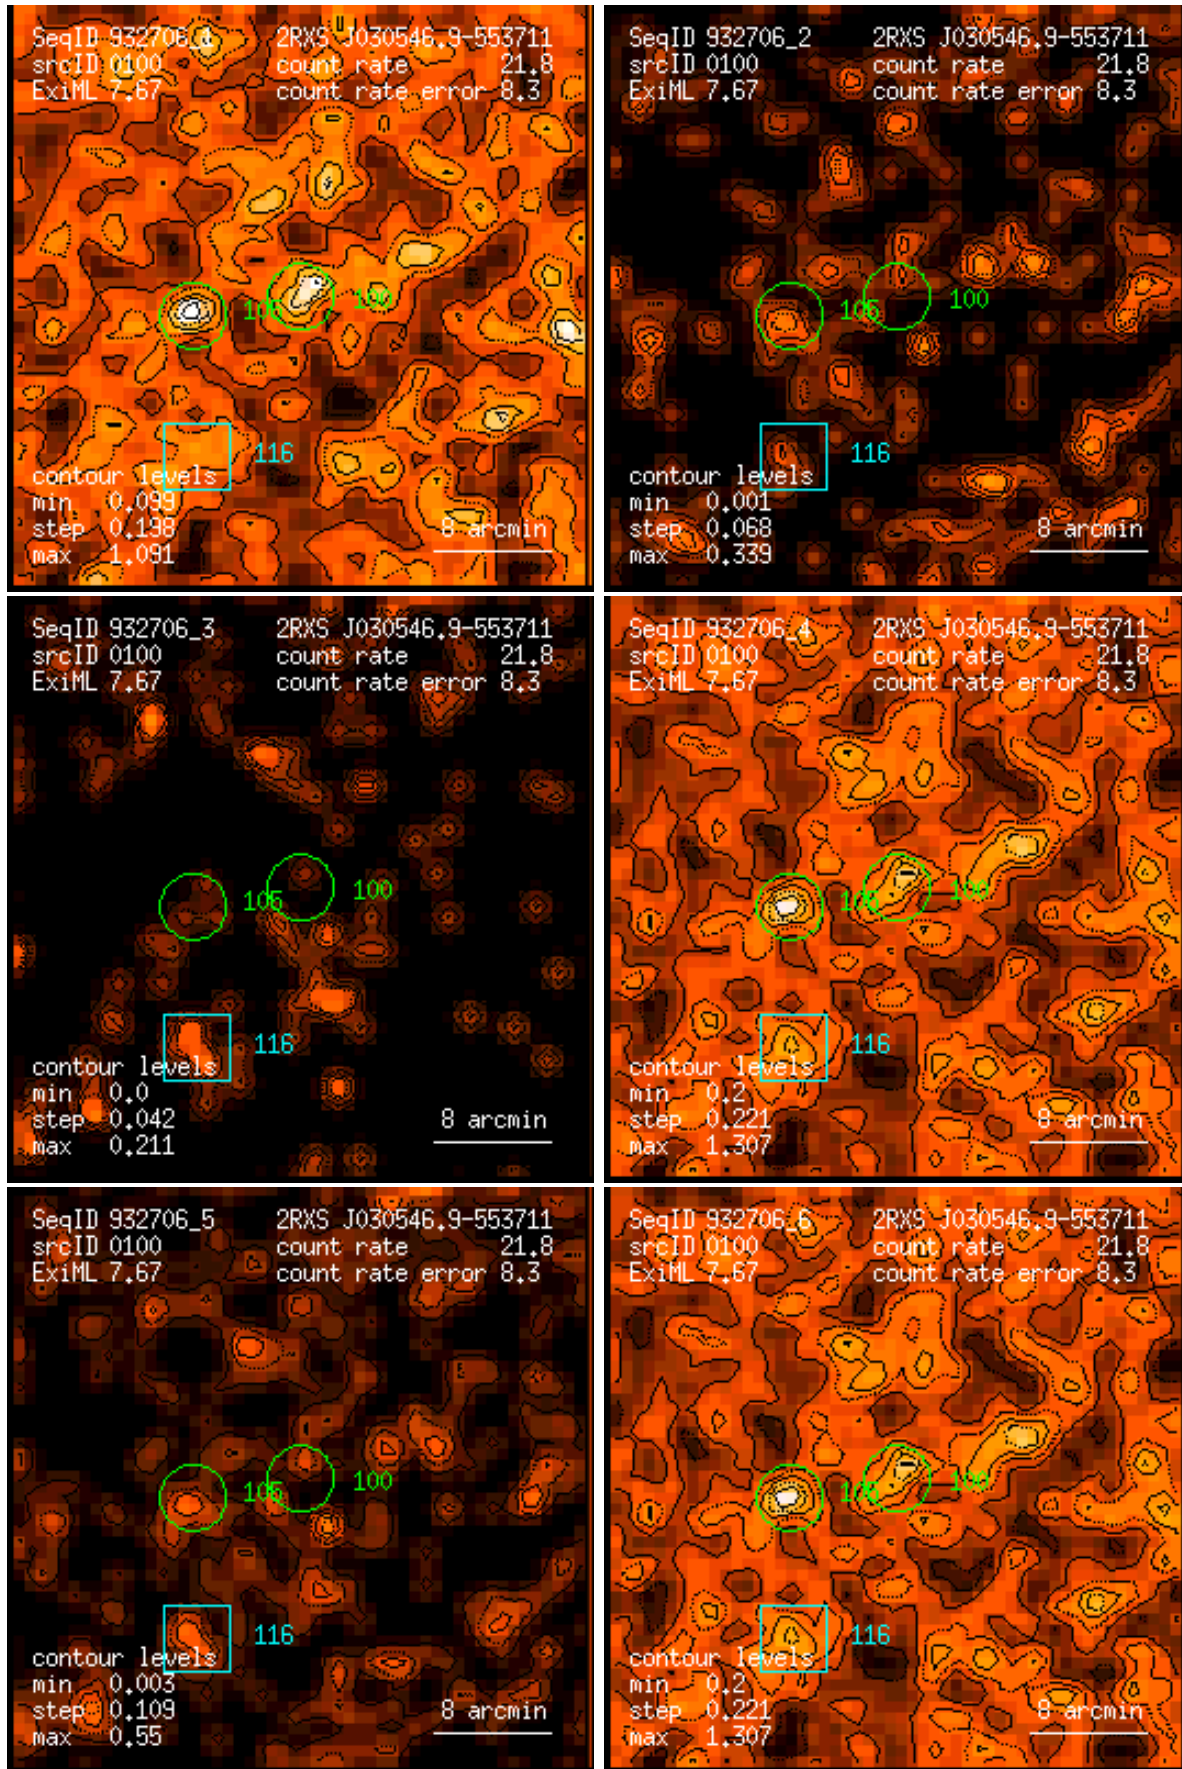 SeqID 932706_1 2RXS J030546.9-553711
srcID 0100 count rate 21.8
ExiML 7.67 count rate error 8.3
105 100
116
contour levels
min 0.099
step 0.198 8 arcmin
max 1.091
SeqID 932706_2 2RXS J030546.9-553711
srcID 0100 count rate 21.8
ExiML 7.67 count rate error 8.3
105 100
116
contour levels
min 0.001
step 0.068 8 arcmin
max 0.339
SeqID 932706_3 2RXS J030546.9-553711
srcID 0100 count rate 21.8
ExiML 7.67 count rate error 8.3
105 100
116
contour levels
min 0.0
step 0.042 8 arcmin
max 0.211
SeqID 932706_4 2RXS J030546.9-553711
srcID 0100 count rate 21.8
ExiML 7.67 count rate error 8.3
105 100
116
contour levels
min 0.2
step 0.221 8 arcmin
max 1.307
SeqID 932706_5 2RXS J030546.9-553711
srcID 0100 count rate 21.8
ExiML 7.67 count rate error 8.3
105 100
116
contour levels
min 0.003
step 0.109 8 arcmin
max 0.55
SeqID 932706_6 2RXS J030546.9-553711
srcID 0100 count rate 21.8
ExiML 7.67 count rate error 8.3
105 100
116
contour levels
min 0.2
step 0.221 8 arcmin
max 1.307